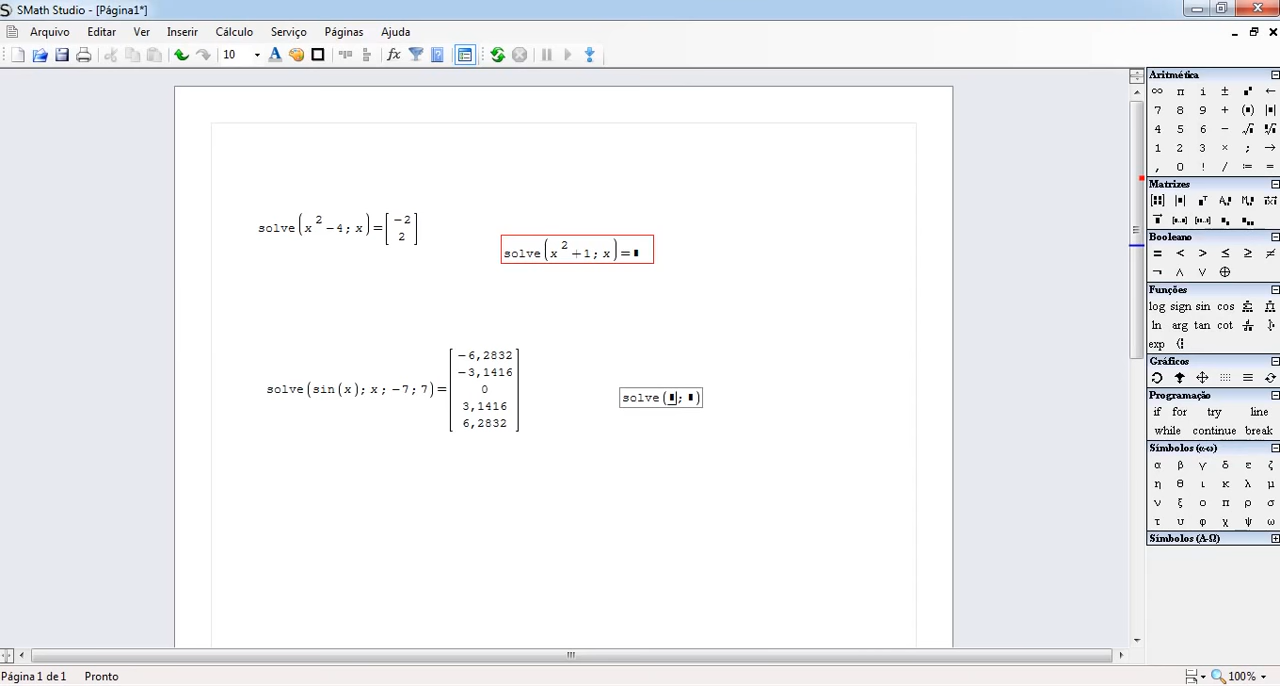 SMath Studio - [Página1*]
Arquivo Editar Ver Inserir Cálculo Serviço Páginas Ajuda
10 A fx
solve(x^2-4; x)=[-2 2]
solve(x^2+1; x)=▮
solve(sin(x); x; -7; 7)=[-6,2832 -3,1416 0 3,1416 6,2832]
solve(▮; ▮)
Aritmética
∞ π i ± ←
7 8 9 + (▮) |▮|
4 5 6 - √
1 2 3 × ; →
, 0 ! / := =
Matrizes
Booleano
= < > ≤ ≥ ≠
¬ ∧ ∨ ⊕
Funções
log sign sin cos
ln arg tan cot
exp
Gráficos
Programação
if for try line
while continue break
Símbolos (α-ω)
α β γ δ ε ζ
η θ ι κ λ μ
ν ξ ο π ρ σ
τ υ φ χ ψ ω
Símbolos (Α-Ω)
Página 1 de 1 Pronto 100%